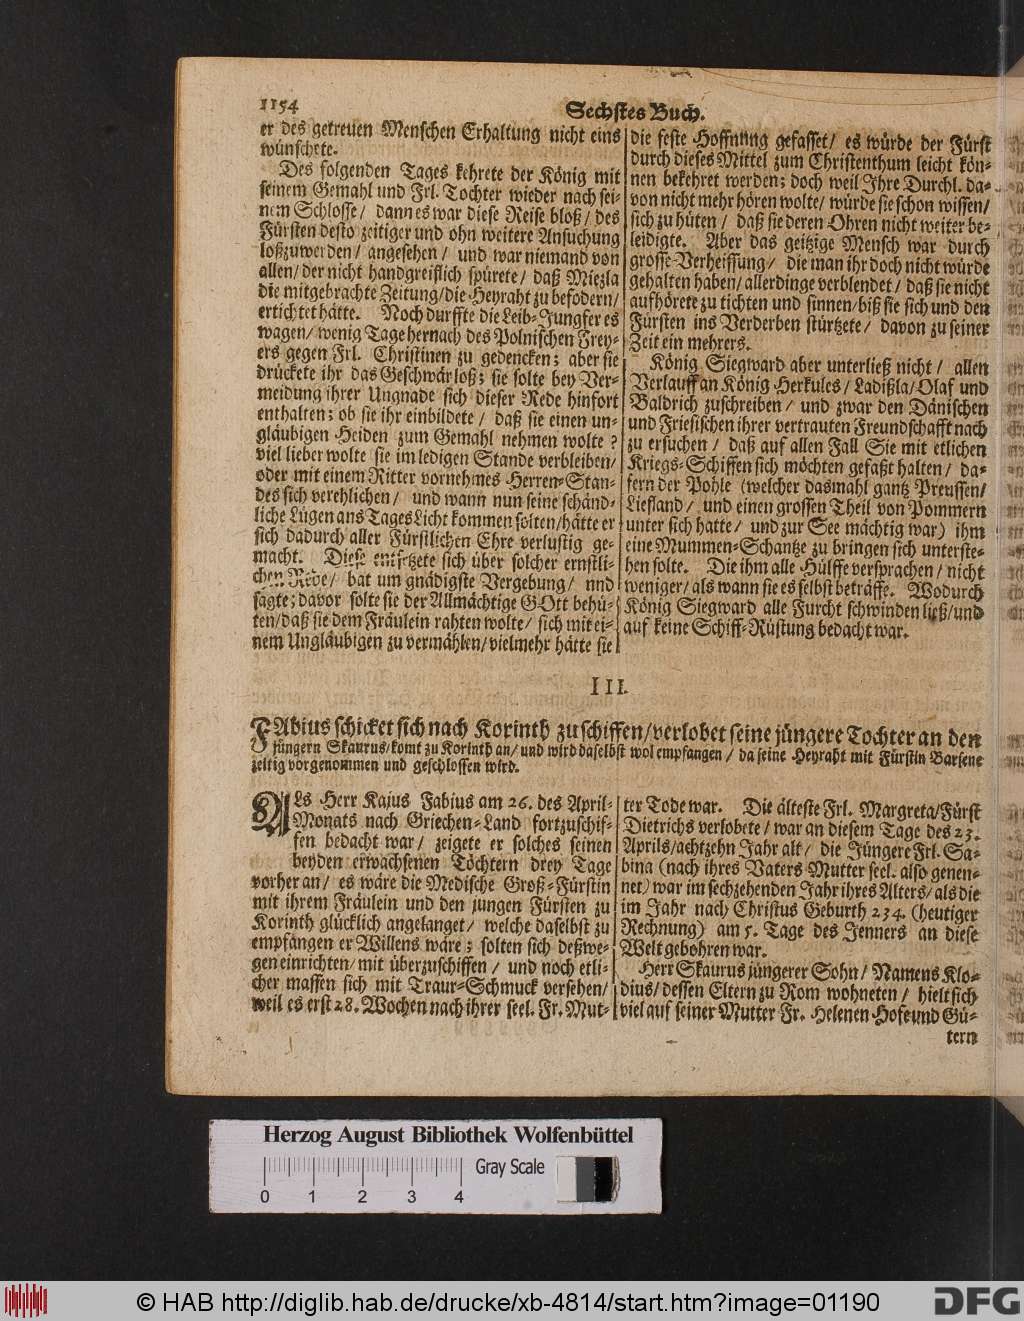 1154
Sechstes Buch.
er des getreuen Menschen Erhaltung nicht eins
wünschete.
Des folgenden Tages kehrete der König mit
seinem Gemahl und Frl. Tochter wieder nach sei-
nem Schlosse/ dann es war diese Reise bloß/ des
Fürsten desto zeitiger und ohn weitere Ansuchung
loßzuwerden/ angesehen/ und war niemand von
allen/ der nicht handgreiflich spürete/ daß Miezla
die mitgebrachte Zeitung/die Heyraht zu befodern/
ertichtet hätte. Noch durffte die Leib-Jungfer es
wagen/ wenig Tage hernach des Polnischen Frey-
ers gegen Frl. Christinen zu gedencken; aber sie
drückete ihr das Geschwär loß; sie solte bey Ver-
meidung ihrer Ungnade sich dieser Rede hinfort
enthalten; ob sie ihr einbildete/ daß sie einen un-
gläubigen Heiden zum Gemahl nehmen wolte?
viel lieber wolte sie im ledigen Stande verbleiben/
oder mit einem Ritter vornehmes Herren-Stan-
des sich verehlichen/ und wann nun seine schänd-
liche Lügen ans Tages Licht kommen solten/hätte er
sich dadurch aller Fürstlichen Ehre verlustig ge-
macht. Diese entsetzete sich über solcher ernstli-
chen Rede/ bat um gnädigste Vergebung/ nnd
sagte; davor solte sie der Allmächtige GOtt behü-
ten/daß sie dem Fräulein rahten wolte/ sich mit ei-
nem Ungläubigen zu vermählen/ vielmehr hätte sie
die feste Hoffnung gefasset/ es würde der Fürst
durch dieses Mittel zum Christenthum leicht kön-
nen bekehret werden; doch weil Ihre Durchl. da-
von nicht mehr hören wolte/ würde sie schon wissen/
sich zu hüten/ daß sie deren Ohren nicht weiter be-
leidigte. Aber das geitzige Mensch war durch
grosse Verheissung/ die man ihr doch nicht würde
gehalten haben/ allerdinge verblendet/ daß sie nicht
aufhörete zu tichten und sinnen/ biß sie sich und den
Fürsten ins Verderben stürtzete/ davon zu seiner
Zeit ein mehrers.
König Siegward aber unterließ nicht/ allen
Verlauff an König Herkules/ Ladißla/ Olaf und
Baldrich zuschreiben/ und zwar den Dänischen
und Friesischen ihrer vertrauten Freundschafft nach
zu ersuchen/ daß auf allen Fall Sie mit etlichen
Kriegs-Schiffen sich möchten gefaßt halten/ da-
fern der Pohle (welcher dasmahl gantz Preussen/
Liefland/ und einen grossen Theil von Pommern
unter sich hatte/ und zur See mächtig war) ihm
eine Mummen-Schantze zu bringen sich unterste-
hen solte. Die ihm alle Hülffe versprachen/ nicht
weniger/ als wann sie es selbst beträffe. Wodurch
König Siegward alle Furcht schwinden ließ/und
auf keine Schiff-Rüstung bedacht war.
III.
FAbius schicket sich nach Korinth zu schiffen/verlobet seine jüngere Tochter an den
jüngern Skaurus/komt zu Korinth an/ und wird daselbst wol empfangen/ da seine Heyraht mit Fürstin Barsene
zeitig vorgenommen und geschlossen wird.
ALs Herr Kajus Fabius am 26. des April-
Monats nach Griechen-Land fortzuschif-
fen bedacht war/ zeigete er solches seinen
beyden erwachsenen Töchtern drey Tage
vorher an/ es wäre die Medische Groß-Fürstin
mit ihrem Fräulein und den jungen Fürsten zu
Korinth glücklich angelanget/ welche daselbst zu
empfangen er Willens wäre; solten sich deßwe-
gen einrichten/ mit überzuschiffen/ und noch etli-
cher massen sich mit Traur-Schmuck versehen/
weil es erst 28. Wochen nach ihrer seel. Fr. Mut-
ter Tode war. Die älteste Frl. Margreta/Fürst
Dietrichs verlobete/ war an diesem Tage des 23.
Aprils/achtzehn Jahr alt/ die Jüngere Frl. Sa-
bina (nach ihres Vaters Mutter seel. also genen-
net) war im sechzehenden Jahr ihres Alters/ als die
im Jahr nach Christus Geburth 234. (heutiger
Rechnung) am 5. Tage des Jenners an diese
Welt gebohren war.
Herr Skaurus jüngerer Sohn/ Namens Klo-
dius/ dessen Eltern zu Rom wohneten/ hielt sich
viel auf seiner Mutter Fr. Helenen Hofe und Gü-
tern
Herzog August Bibliothek Wolfenbüttel
Gray Scale
0 1 2 3 4
© HAB http://diglib.hab.de/drucke/xb-4814/start.htm?image=01190
DFG